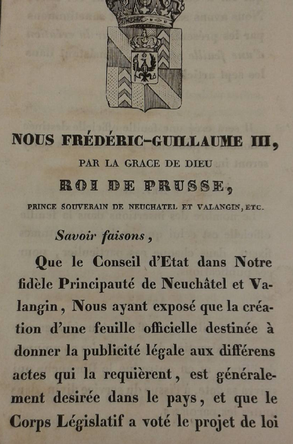 NOUS FRÉDÉRIC-GUILLAUME III,
PAR LA GRACE DE DIEU
ROI DE PRUSSE,
PRINCE SOUVERAIN DE NEUCHATEL ET VALANGIN, ETC.
Savoir faisons,
Que le Conseil d'Etat dans Notre
fidèle Principauté de Neuchâtel et Va-
langin, Nous ayant exposé que la créa-
tion d'une feuille officielle destinée à
donner la publicité légale aux différens
actes qui la requièrent, est générale-
ment desirée dans le pays, et que le
Corps Législatif a voté le projet de loi